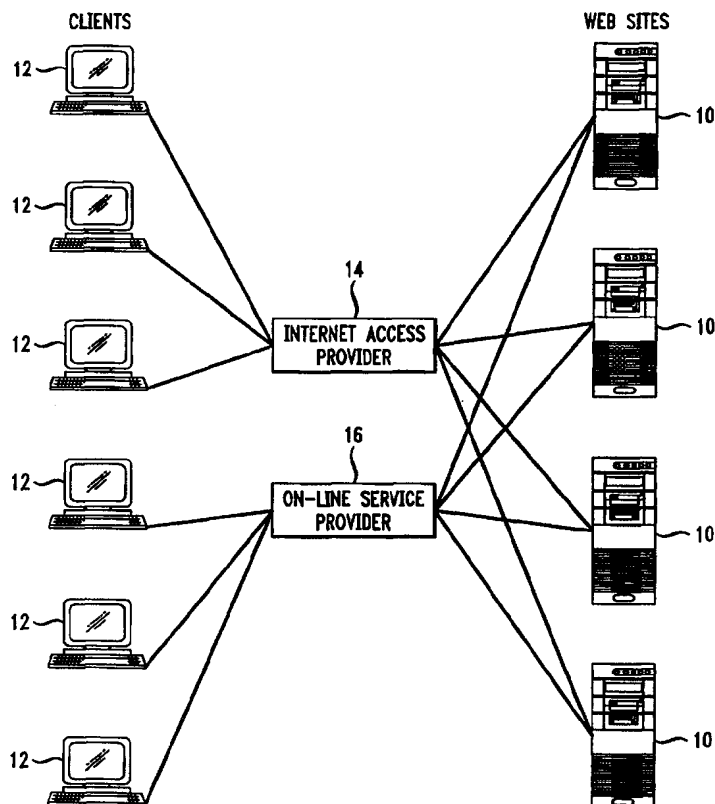 CLIENTS
WEB SITES
12
10
12
14
INTERNET ACCESS
PROVIDER
10
12
16
ON-LINE SERVICE
PROVIDER
12
10
12
10
12